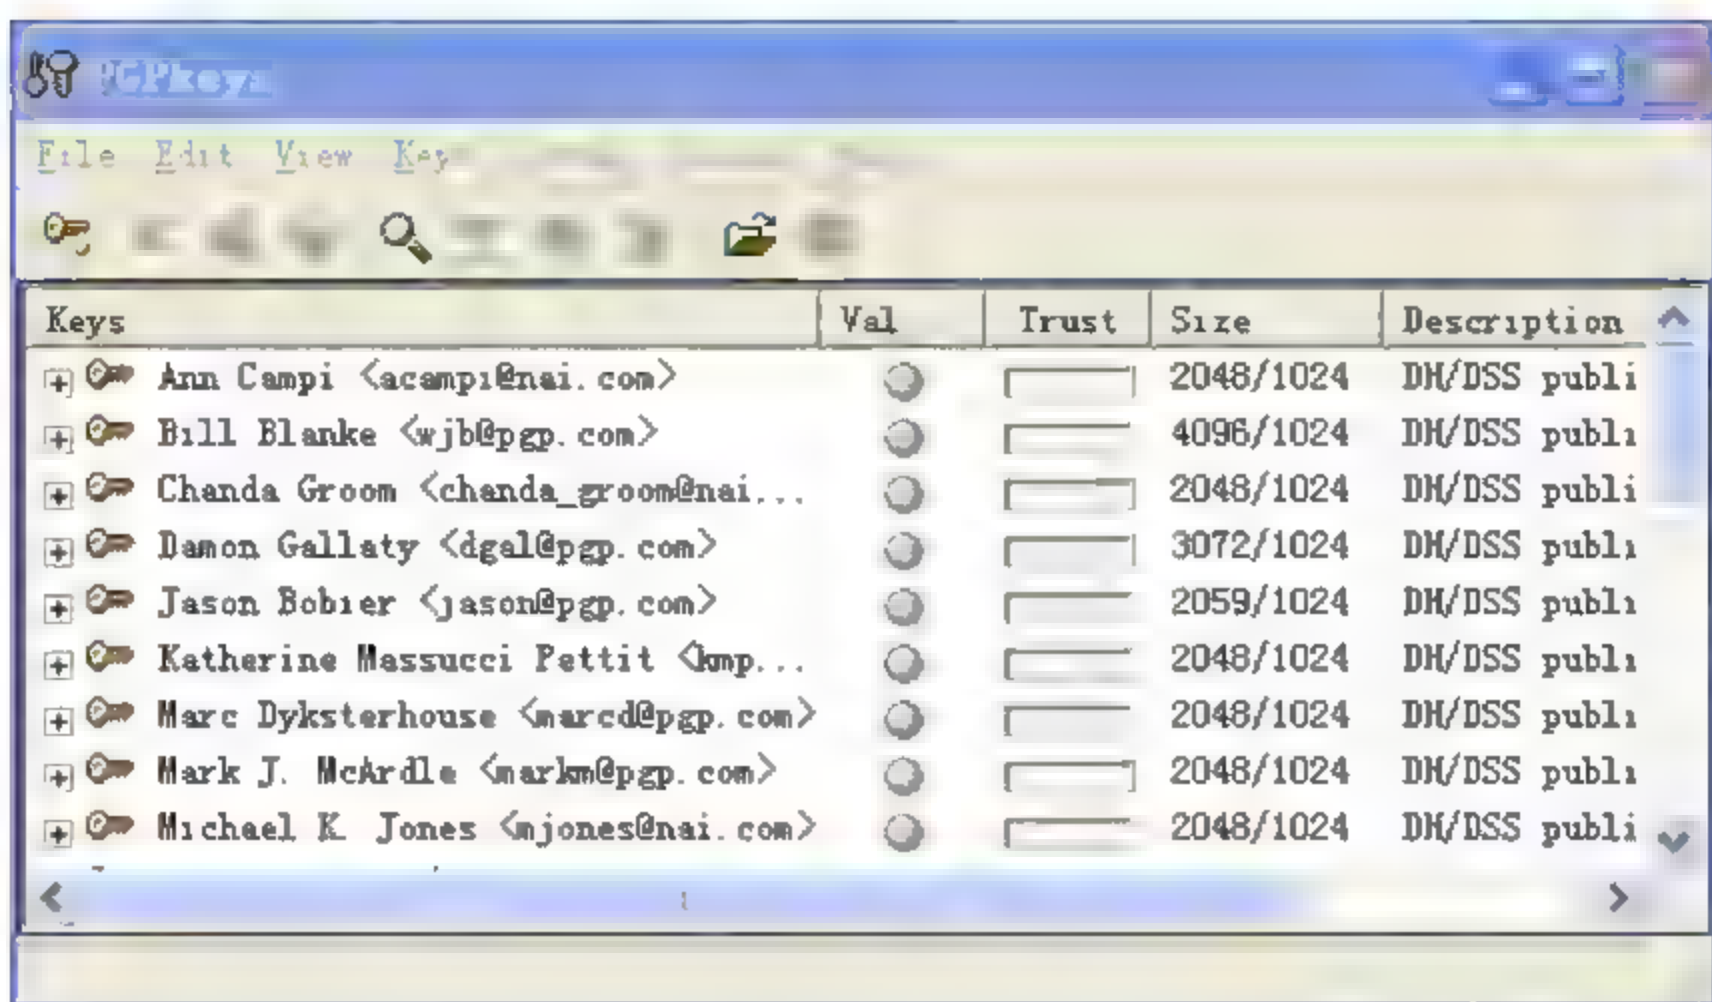 PGPkeys
File Edit View Key
Keys Val Trust Size Description
Ann Campi <acampi@nai.com> 2048/1024 DH/DSS publi
Bill Blanke <wjb@pgp.com> 4096/1024 DH/DSS publi
Chanda Groom <chanda_groom@nai... 2048/1024 DH/DSS publi
Damon Gallaty <dgal@pgp.com> 3072/1024 DH/DSS publi
Jason Bobier <jason@pgp.com> 2059/1024 DH/DSS publi
Katherine Massucci Pettit <kmp... 2048/1024 DH/DSS publi
Marc Dyksterhouse <marcd@pgp.com> 2048/1024 DH/DSS publi
Mark J. McArdle <markm@pgp.com> 2048/1024 DH/DSS publi
Michael K. Jones <mjones@nai.com> 2048/1024 DH/DSS publi